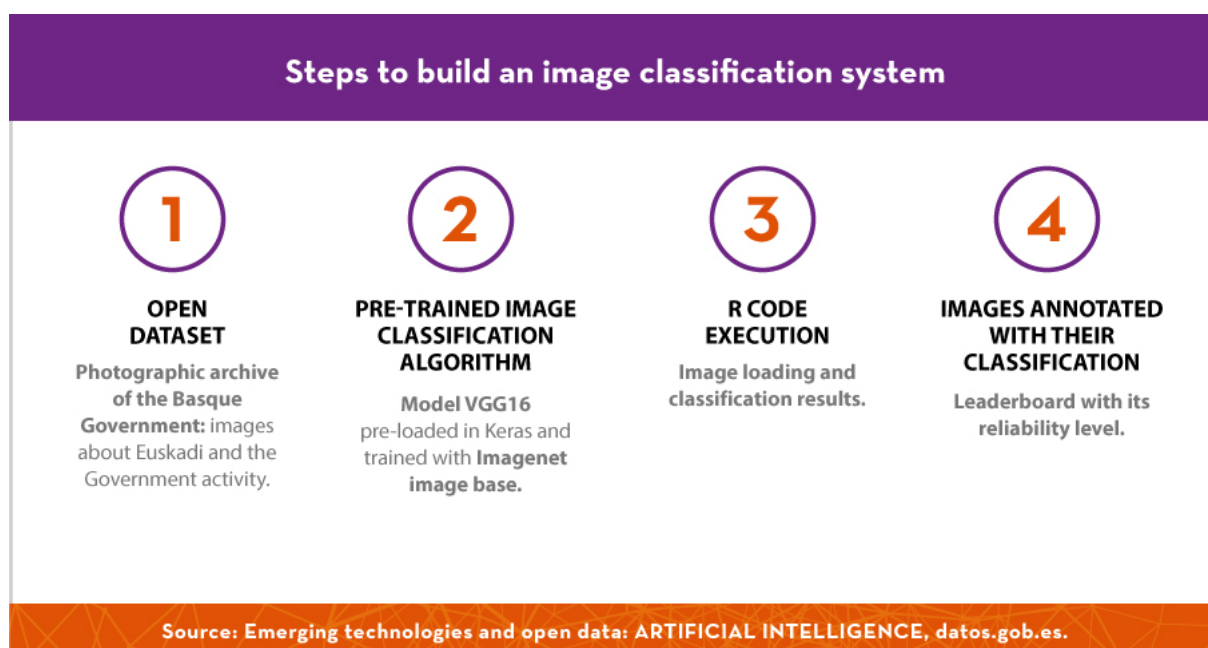 Steps to build an image classification system
1
OPEN
DATASET
Photographic archive
of the Basque
Government: images
about Euskadi and the
Government activity.
2
PRE-TRAINED IMAGE
CLASSIFICATION
ALGORITHM
Model VGG16
pre-loaded in Keras and
trained with Imagenet
image base.
3
R CODE
EXECUTION
Image loading and
classification results.
4
IMAGES ANNOTATED
WITH THEIR
CLASSIFICATION
Leaderboard with its
reliability level.
Source: Emerging technologies and open data: ARTIFICIAL INTELLIGENCE, datos.gob.es.